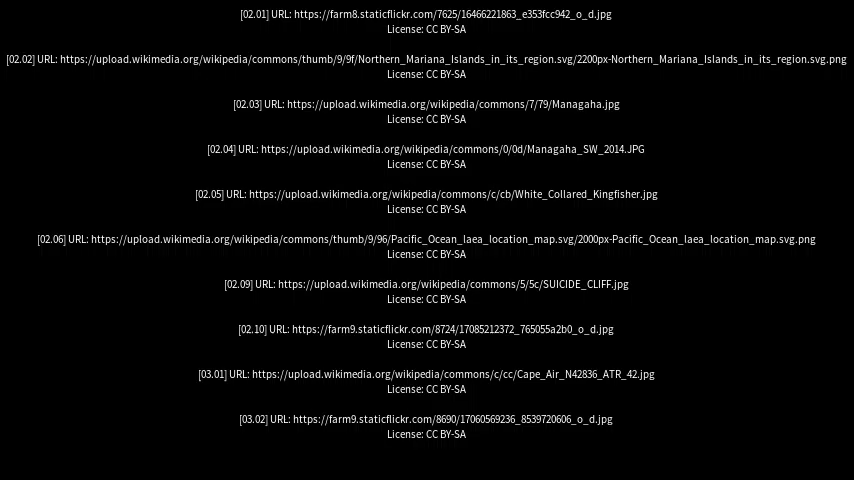 [02.01] URL: https://farm8.staticflickr.com/7625/16466221863_e353fcc942_o_d.jpg
License: CC BY-SA
[02.02] URL: https://upload.wikimedia.org/wikipedia/commons/thumb/9/9f/Northern_Mariana_Islands_in_its_region.svg/2200px-Northern_Mariana_Islands_in_its_region.svg.png
License: CC BY-SA
[02.03] URL: https://upload.wikimedia.org/wikipedia/commons/7/79/Managaha.jpg
License: CC BY-SA
[02.04] URL: https://upload.wikimedia.org/wikipedia/commons/0/0d/Managaha_SW_2014.JPG
License: CC BY-SA
[02.05] URL: https://upload.wikimedia.org/wikipedia/commons/c/cb/White_Collared_Kingfisher.jpg
License: CC BY-SA
[02.06] URL: https://upload.wikimedia.org/wikipedia/commons/thumb/9/96/Pacific_Ocean_laea_location_map.svg/2000px-Pacific_Ocean_laea_location_map.svg.png
License: CC BY-SA
[02.09] URL: https://upload.wikimedia.org/wikipedia/commons/5/5c/SUICIDE_CLIFF.jpg
License: CC BY-SA
[02.10] URL: https://farm9.staticflickr.com/8724/17085212372_765055a2b0_o_d.jpg
License: CC BY-SA
[03.01] URL: https://upload.wikimedia.org/wikipedia/commons/c/cc/Cape_Air_N42836_ATR_42.jpg
License: CC BY-SA
[03.02] URL: https://farm9.staticflickr.com/8690/17060569236_8539720606_o_d.jpg
License: CC BY-SA